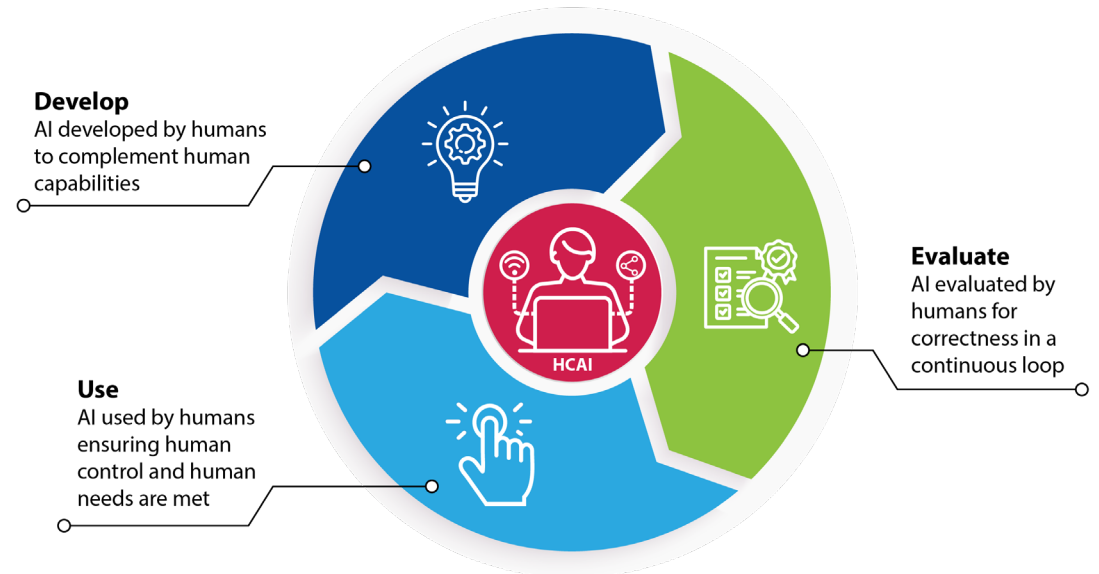 Develop
AI developed by humans
to complement human
capabilities
Evaluate
AI evaluated by
humans for
correctness in a
continuous loop
Use
AI used by humans
ensuring human
control and human
needs are met
HCAI